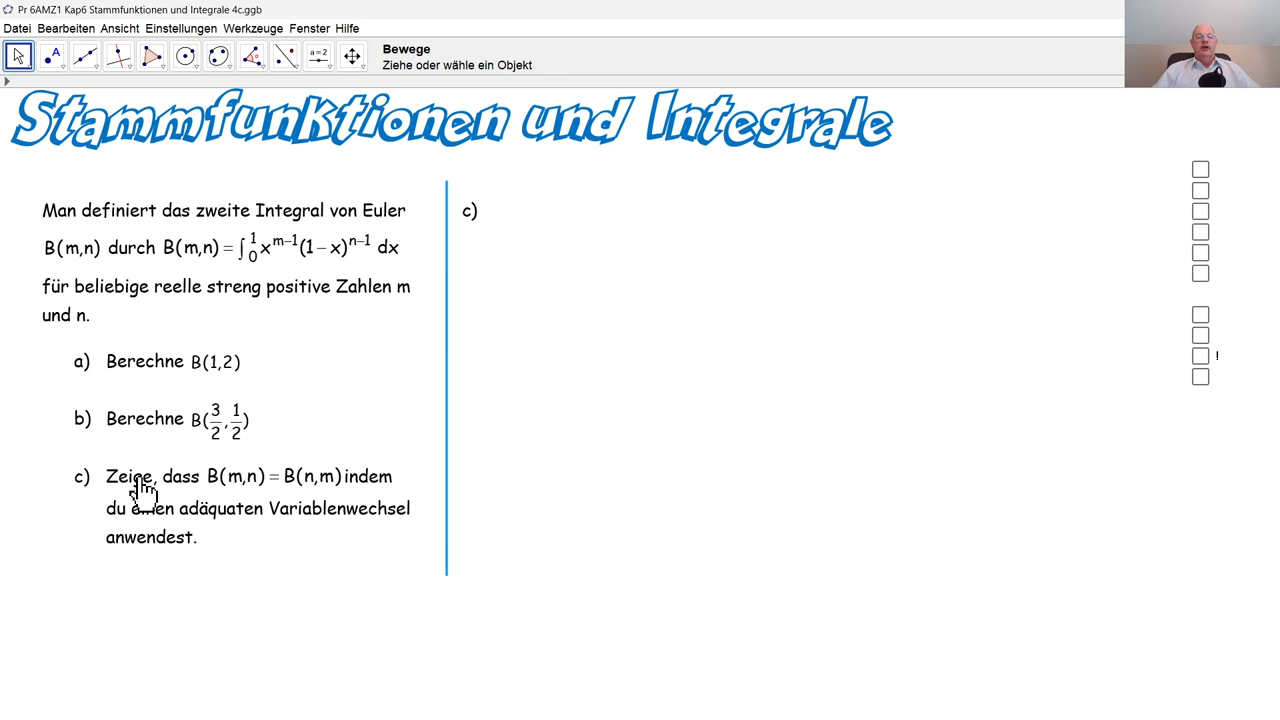 Pr 6AMZ1 Kap6 Stammfunktionen und Integrale 4c.ggb
Datei Bearbeiten Ansicht Einstellungen Werkzeuge Fenster Hilfe
A
a=2
Bewege
Ziehe oder wähle ein Objekt
Stammfunktionen und Integrale
Man definiert das zweite Integral von Euler
B(m,n) durch B(m,n) = ∫₀¹ x^(m−1) (1−x)^(n−1) dx
für beliebige reelle streng positive Zahlen m
und n.
a) Berechne B(1,2)
b) Berechne B(3/2, 1/2)
c) Zeige, dass B(m,n) = B(n,m) indem
du einen adäquaten Variablenwechsel
anwendest.
c)
!